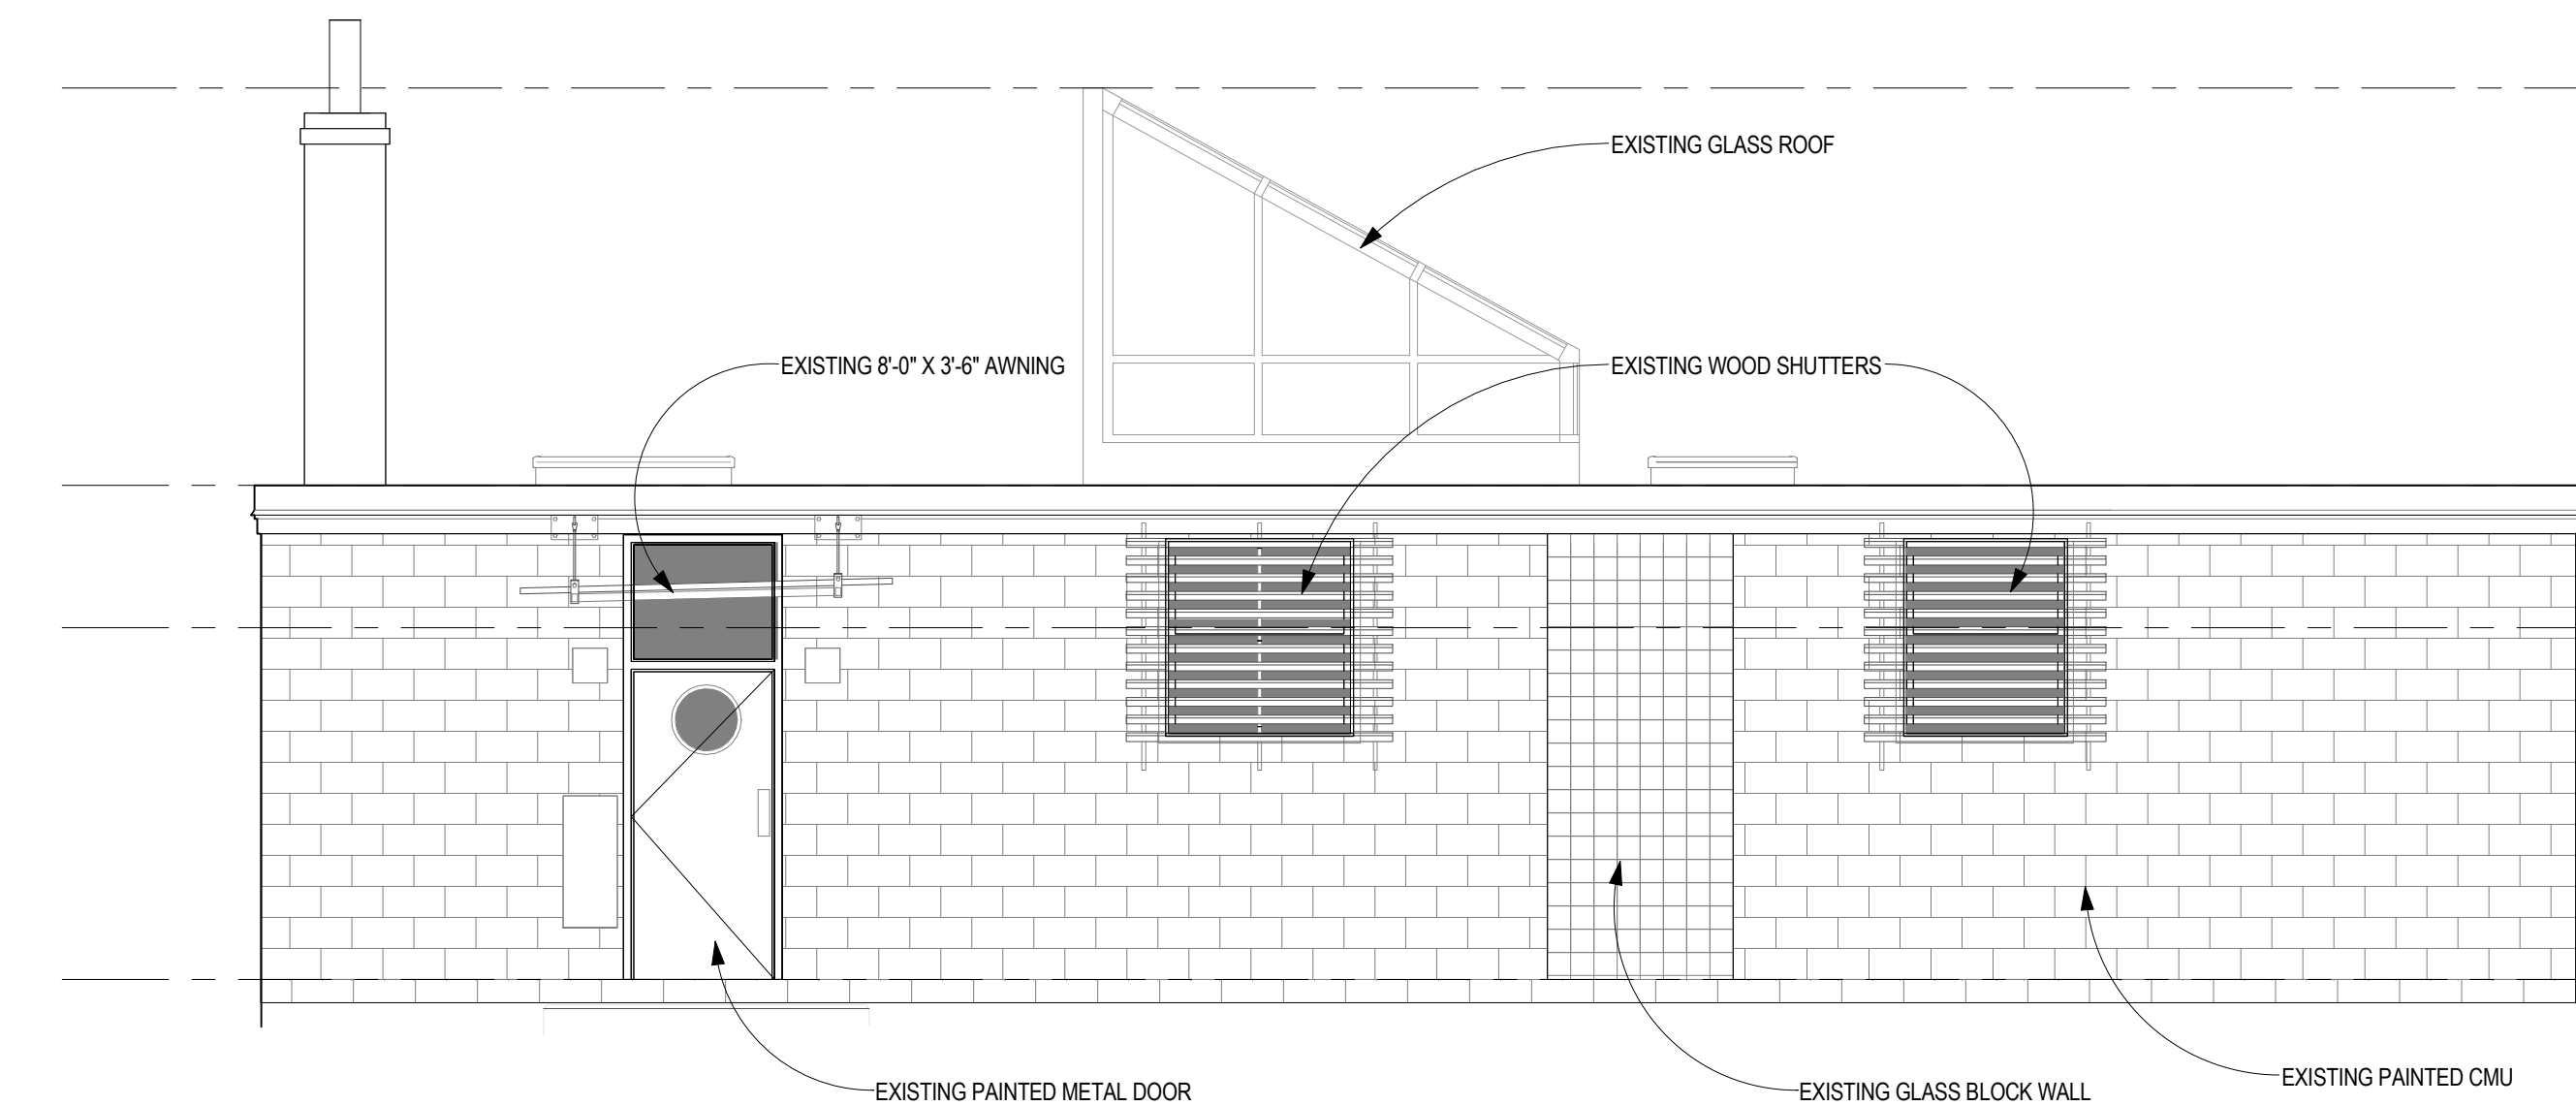 EXISTING GLASS ROOF
EXISTING 8'-0" X 3'-6" AWNING
EXISTING WOOD SHUTTERS
EXISTING PAINTED METAL DOOR
EXISTING GLASS BLOCK WALL
EXISTING PAINTED CMU